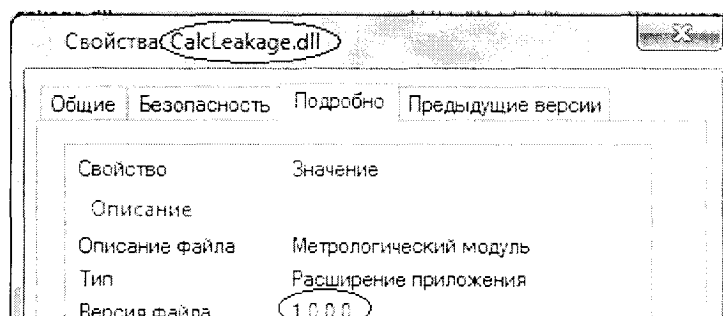 Свойства: CalcLeakage.dll
Общие Безопасность Подробно Предыдущие версии
Свойство Значение
Описание
Описание файла Метрологический модуль
Тип Расширение приложения
Версия файла 1.0.0.0